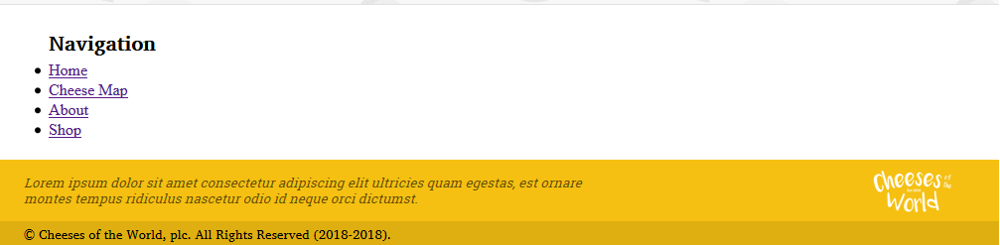 Navigation
Home
Cheese Map
About
Shop
Lorem ipsum dolor sit amet consectetur adipiscing elit ultricies quam egestas, est ornare
montes tempus ridiculus nascetur odio id neque orci dictumst.
Cheeses of the
World
© Cheeses of the World, plc. All Rights Reserved (2018-2018).